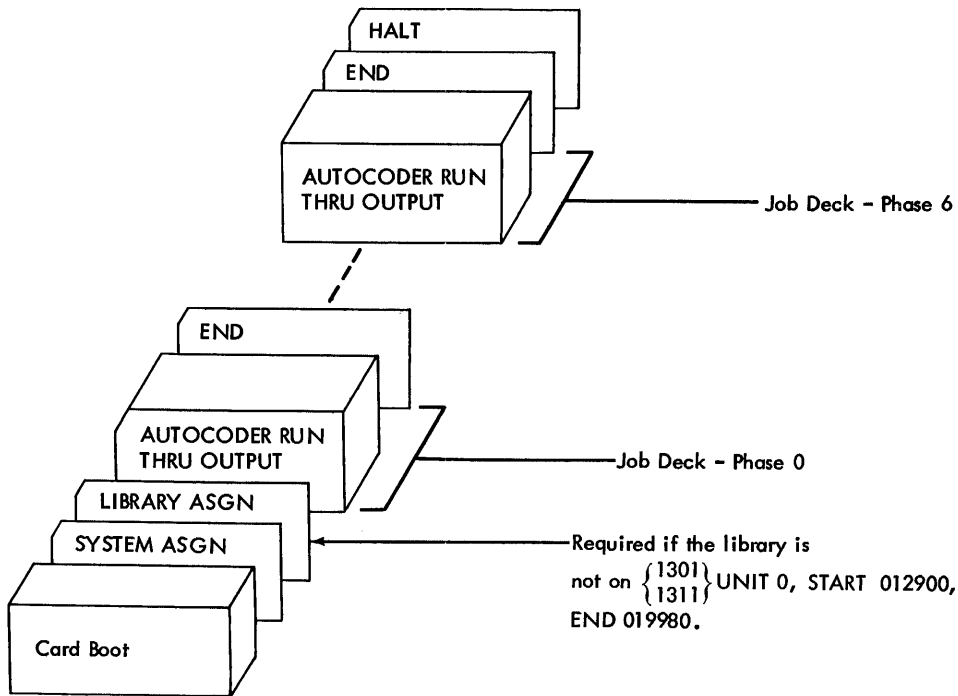 HALT
END
AUTOCODER RUN
THRU OUTPUT
Job Deck - Phase 6
END
AUTOCODER RUN
THRU OUTPUT
Job Deck - Phase 0
LIBRARY ASGN
SYSTEM ASGN
Required if the library is
not on {1301
1311} UNIT 0, START 012900,
END 019980.
Card Boot